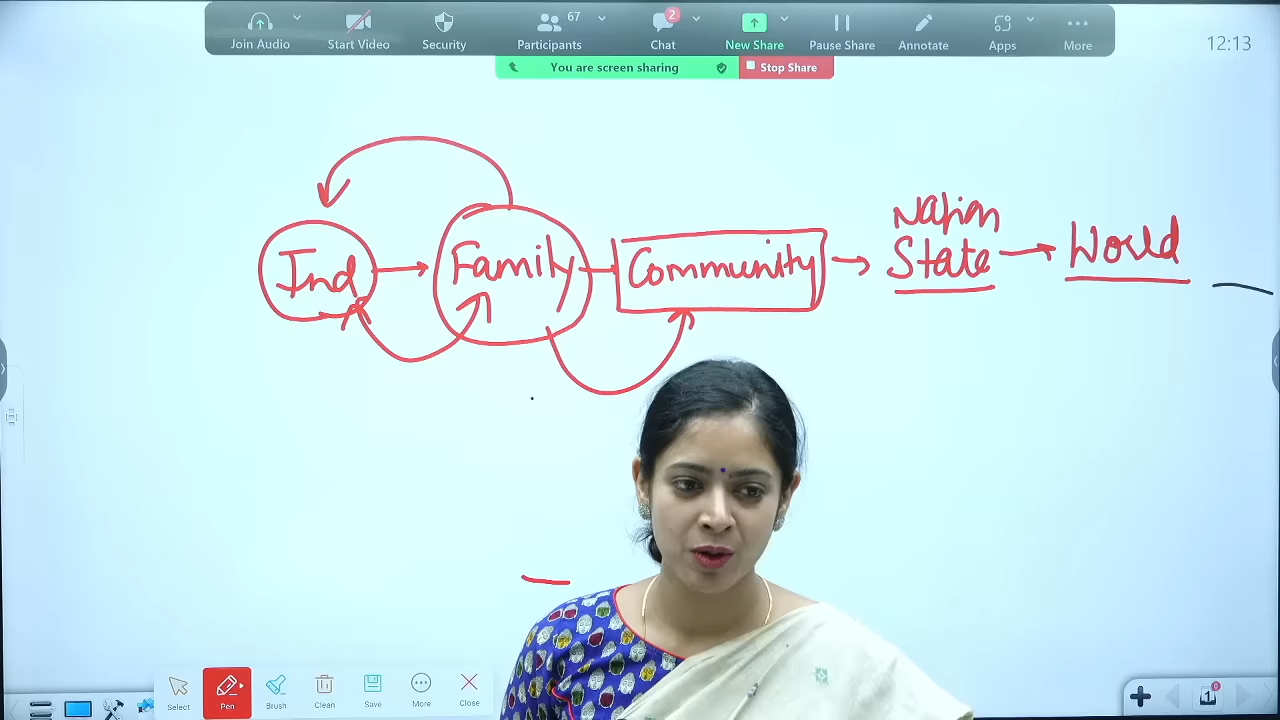 67
2
Join Audio
Start Video
Security
Participants
Chat
New Share
Pause Share
Annotate
Apps
More
12:13
You are screen sharing
Stop Share
Ind
Family
Community
Nation
State
World
Select
Pen
Brush
Clean
Save
More
Close
1